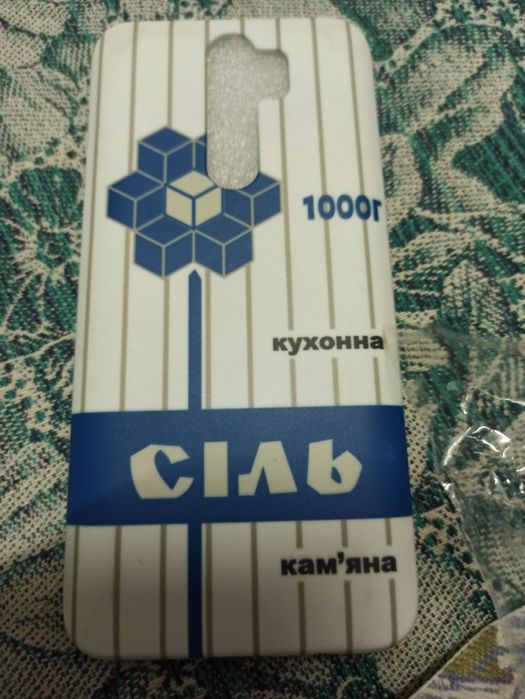 1000г
кухонна
сіль
кам'яна